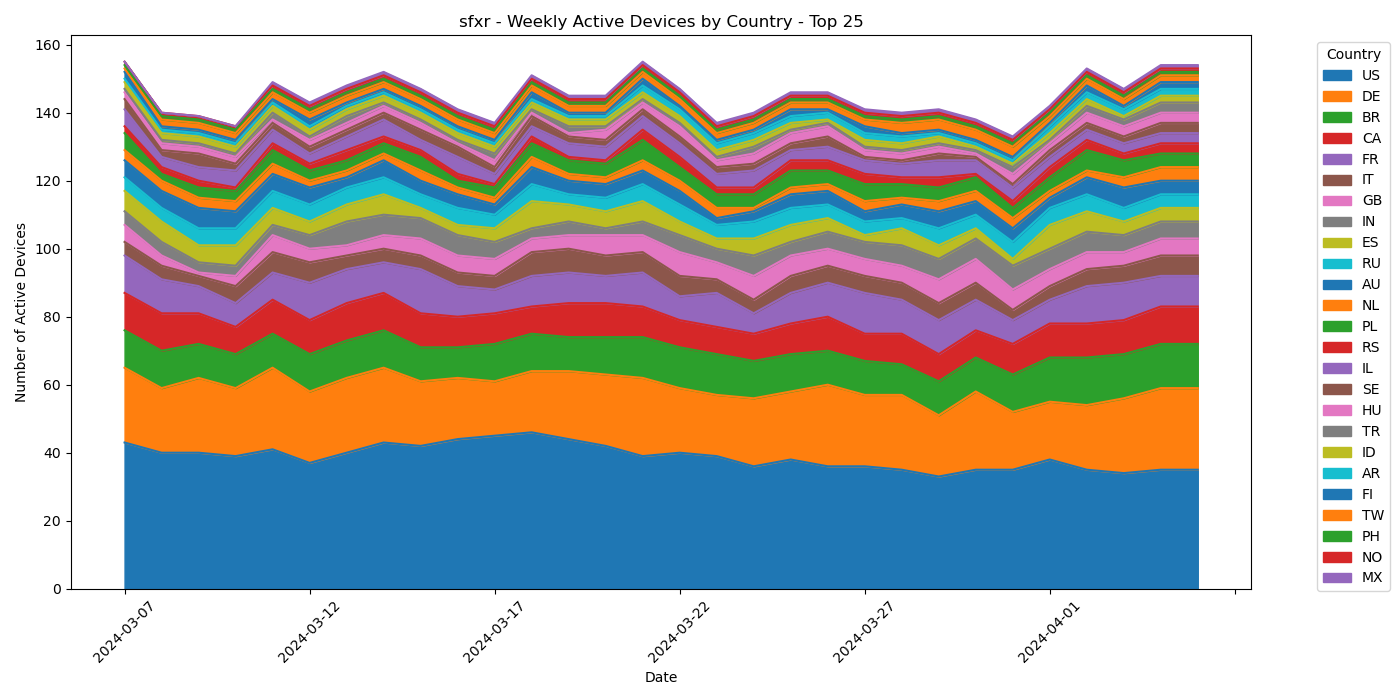 sfxr - Weekly Active Devices by Country - Top 25
160
140
120
100
80
60
40
20
0
Number of Active Devices
2024-03-07
2024-03-12
2024-03-17
2024-03-22
2024-03-27
2024-04-01
Date
Country
US
DE
BR
CA
FR
IT
GB
IN
ES
RU
AU
NL
PL
RS
IL
SE
HU
TR
ID
AR
FI
TW
PH
NO
MX